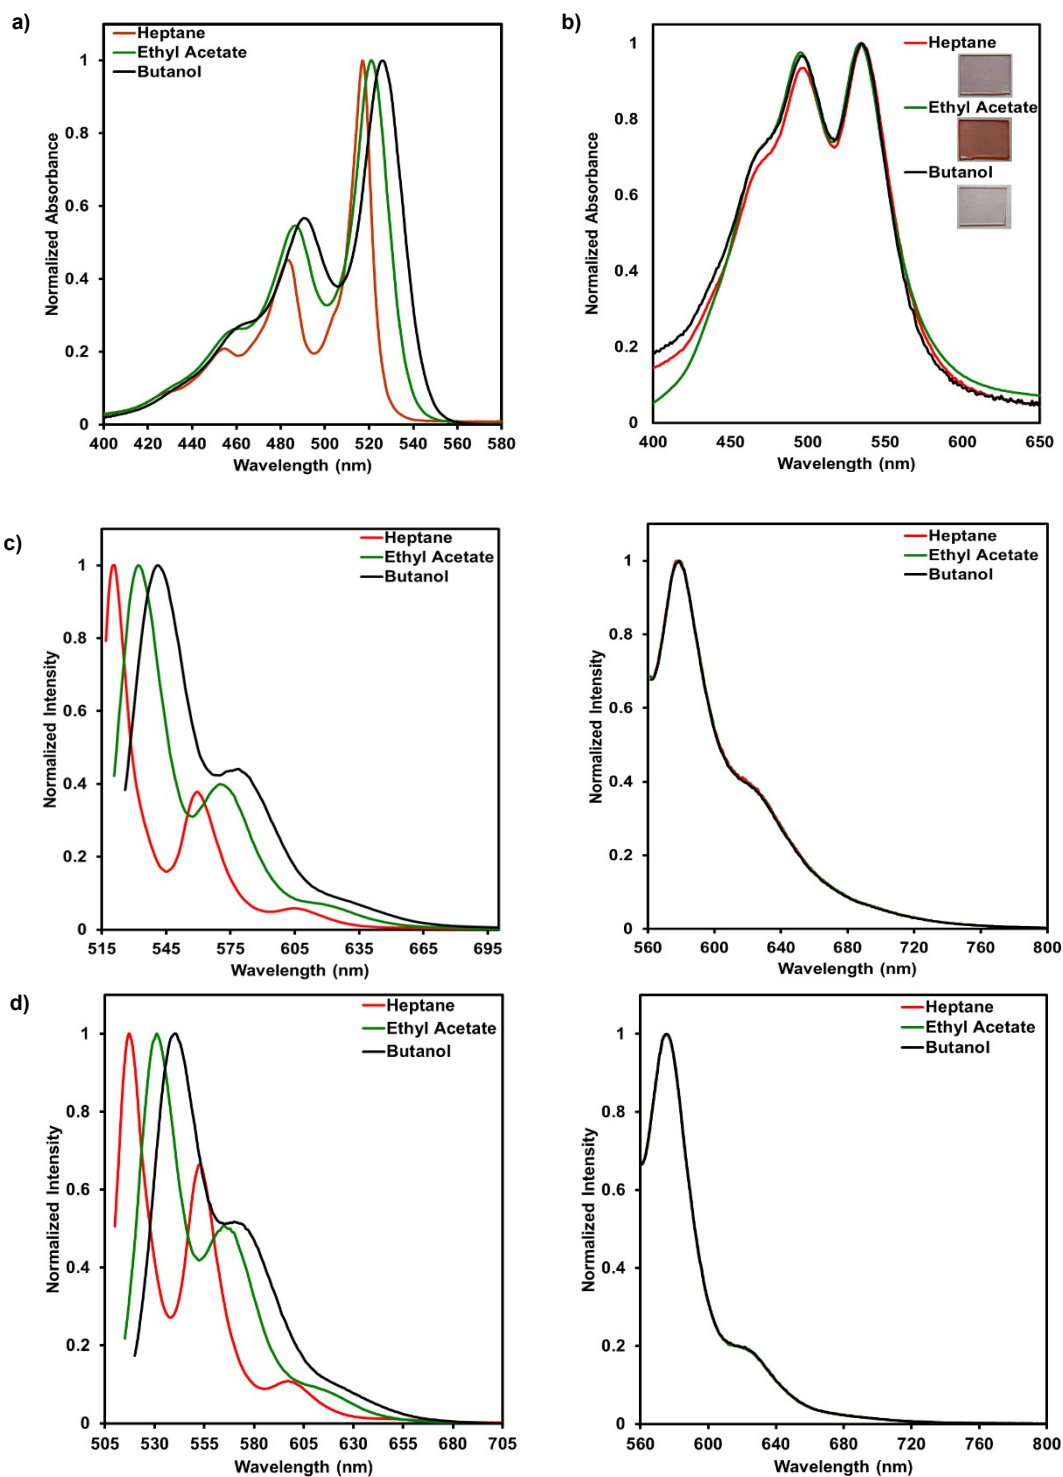 a)
Heptane
Ethyl Acetate
Butanol
Normalized Absorbance
1
0.8
0.6
0.4
0.2
0
400 420 440 460 480 500 520 540 560 580
Wavelength (nm)
b)
Heptane
Ethyl Acetate
Butanol
Normalized Absorbance
1
0.8
0.6
0.4
0.2
0
400 450 500 550 600 650
Wavelength (nm)
c)
Heptane
Ethyl Acetate
Butanol
Normalized Intensity
1
0.8
0.6
0.4
0.2
0
515 545 575 605 635 665 695
Wavelength (nm)
Heptane
Ethyl Acetate
Butanol
Normalized Intensity
1
0.8
0.6
0.4
0.2
0
560 600 640 680 720 760 800
Wavelength (nm)
d)
Heptane
Ethyl Acetate
Butanol
Normalized Intensity
1
0.8
0.6
0.4
0.2
0
505 530 555 580 605 630 655 680 705
Wavelength (nm)
Heptane
Ethyl Acetate
Butanol
Normalized Intensity
1
0.8
0.6
0.4
0.2
0
560 600 640 680 720 760 800
Wavelength (nm)